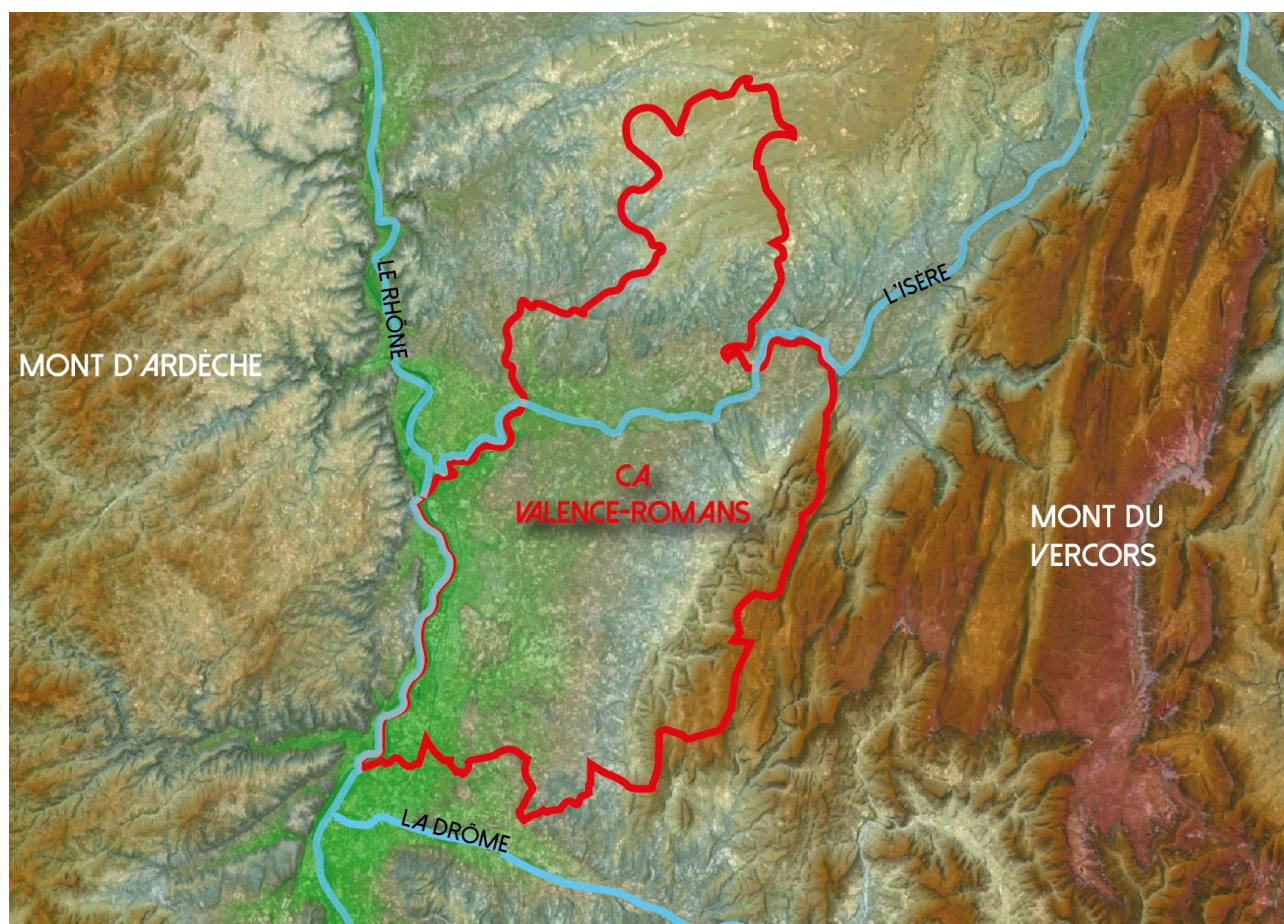 LE RHÔNE
L'ISÈRE
MONT D'ARDÈCHE
CA
VALENCE-ROMANS
MONT DU
VERCORS
LA DRÔME